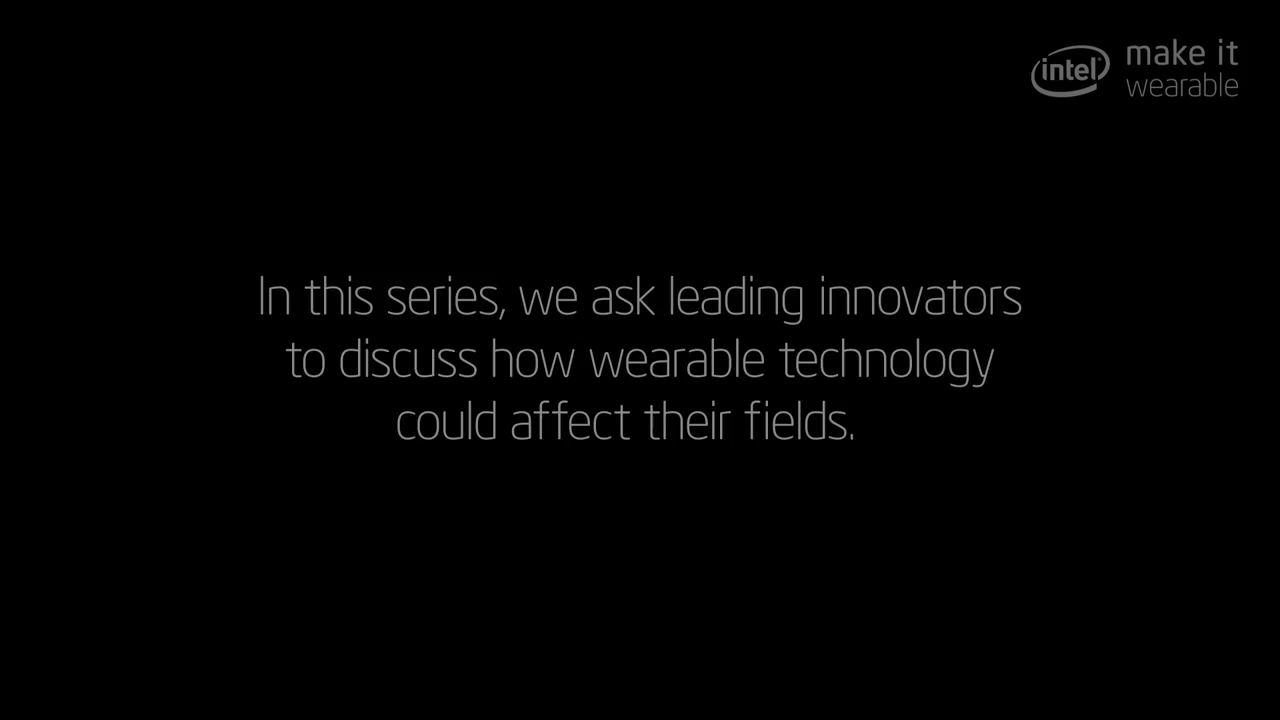 intel
make it
wearable
In this series, we ask leading innovators
to discuss how wearable technology
could affect their fields.